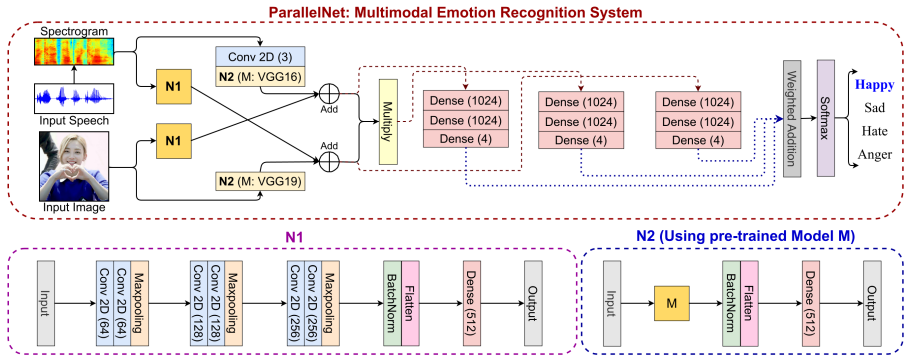 ParallelNet: Multimodal Emotion Recognition System
Spectrogram
Input Speech
Input Image
N1
N1
Conv 2D (3)
N2 (M: VGG16)
N2 (M: VGG19)
Add
Add
Multiply
Dense (1024)
Dense (1024)
Dense (4)
Dense (1024)
Dense (1024)
Dense (4)
Dense (1024)
Dense (1024)
Dense (4)
Weighted Addition
Softmax
Happy
Sad
Hate
Anger
N1
Input
Conv 2D (64)
Conv 2D (64)
Maxpooling
Conv 2D (128)
Conv 2D (128)
Maxpooling
Conv 2D (256)
Conv 2D (256)
Maxpooling
BatchNorm
Flatten
Dense (512)
Output
N2 (Using pre-trained Model M)
Input
M
BatchNorm
Flatten
Dense (512)
Output